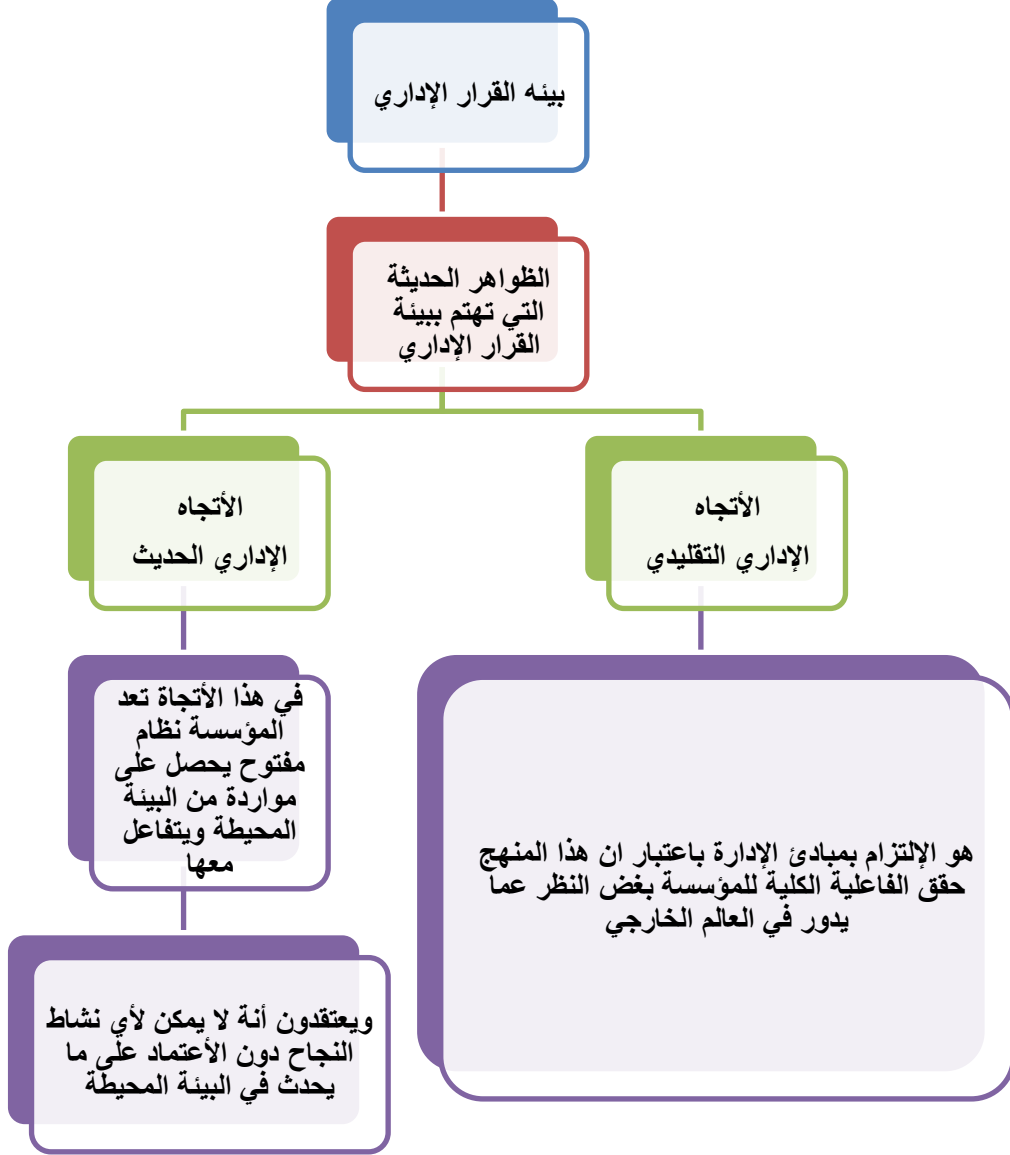 بيئه القرار الإداري
الظواهر الحديثة
التي تهتم ببيئة
القرار الإداري
الأتجاه
الإداري التقليدي
هو الإلتزام بمبادئ الإدارة باعتبار ان هذا المنهج
حقق الفاعلية الكلية للمؤسسة بغض النظر عما
يدور في العالم الخارجي
الأتجاه
الإداري الحديث
في هذا الأتجاة تعد
المؤسسة نظام
مفتوح يحصل على
مواردة من البيئة
المحيطة ويتفاعل
معها
ويعتقدون أنة لا يمكن لأي نشاط
النجاح دون الأعتماد على ما
يحدث في البيئة المحيطة